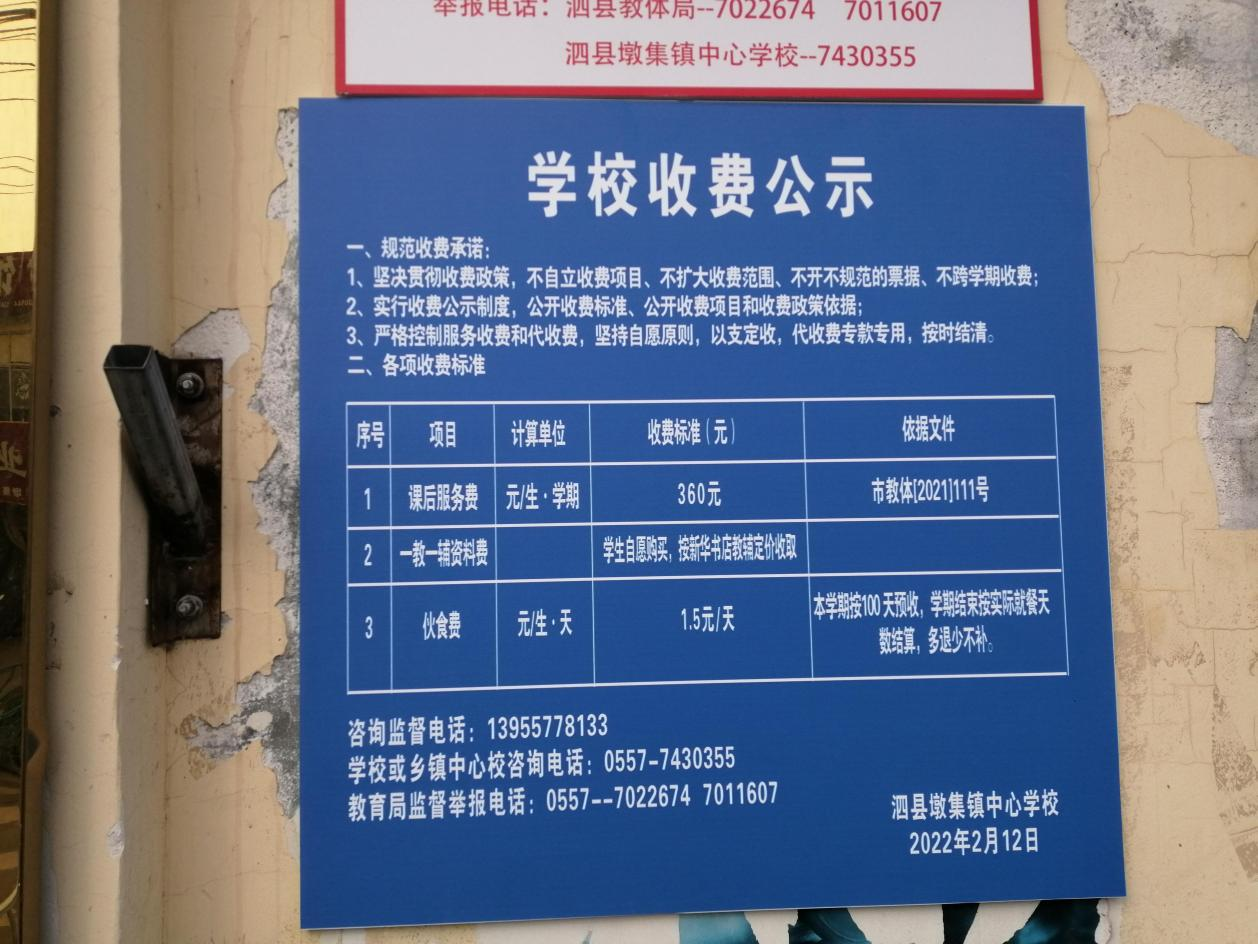 举报电话：泗县教体局--7022674 7011607
泗县墩集镇中心学校--7430355
学校收费公示
一、规范收费承诺：
1、坚决贯彻收费政策，不自立收费项目、不扩大收费范围、不开不规范的票据、不跨学期收费；
2、实行收费公示制度，公开收费标准、公开收费项目和收费政策依据；
3、严格控制服务收费和代收费，坚持自愿原则，以支定收，代收费专款专用，按时结清。
二、各项收费标准
序号 项目 计算单位 收费标准（元） 依据文件
1 课后服务费 元/生·学期 360元 市教体[2021]111号
2 一教一辅资料费 学生自愿购买，按新华书店教辅定价收取
3 伙食费 元/生·天 1.5元/天 本学期按100天预收，学期结束按实际就餐天
数结算，多退少不补。
咨询监督电话：13955778133
学校或乡镇中心校咨询电话：0557-7430355
教育局监督举报电话：0557--7022674 7011607
泗县墩集镇中心学校
2022年2月12日